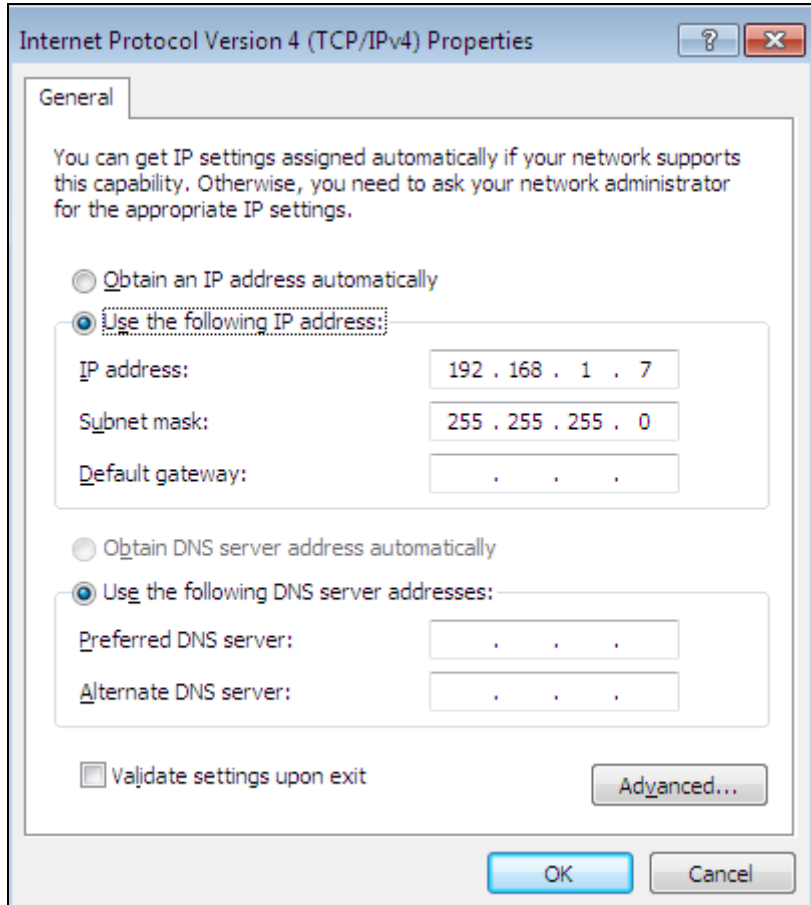 Internet Protocol Version 4 (TCP/IPv4) Properties
?
General
You can get IP settings assigned automatically if your network supports
this capability. Otherwise, you need to ask your network administrator
for the appropriate IP settings.
Obtain an IP address automatically
Use the following IP address:
IP address: 192 . 168 . 1 . 7
Subnet mask: 255 . 255 . 255 . 0
Default gateway: . . .
Obtain DNS server address automatically
Use the following DNS server addresses:
Preferred DNS server: . . .
Alternate DNS server: . . .
Validate settings upon exit
Advanced...
OK Cancel